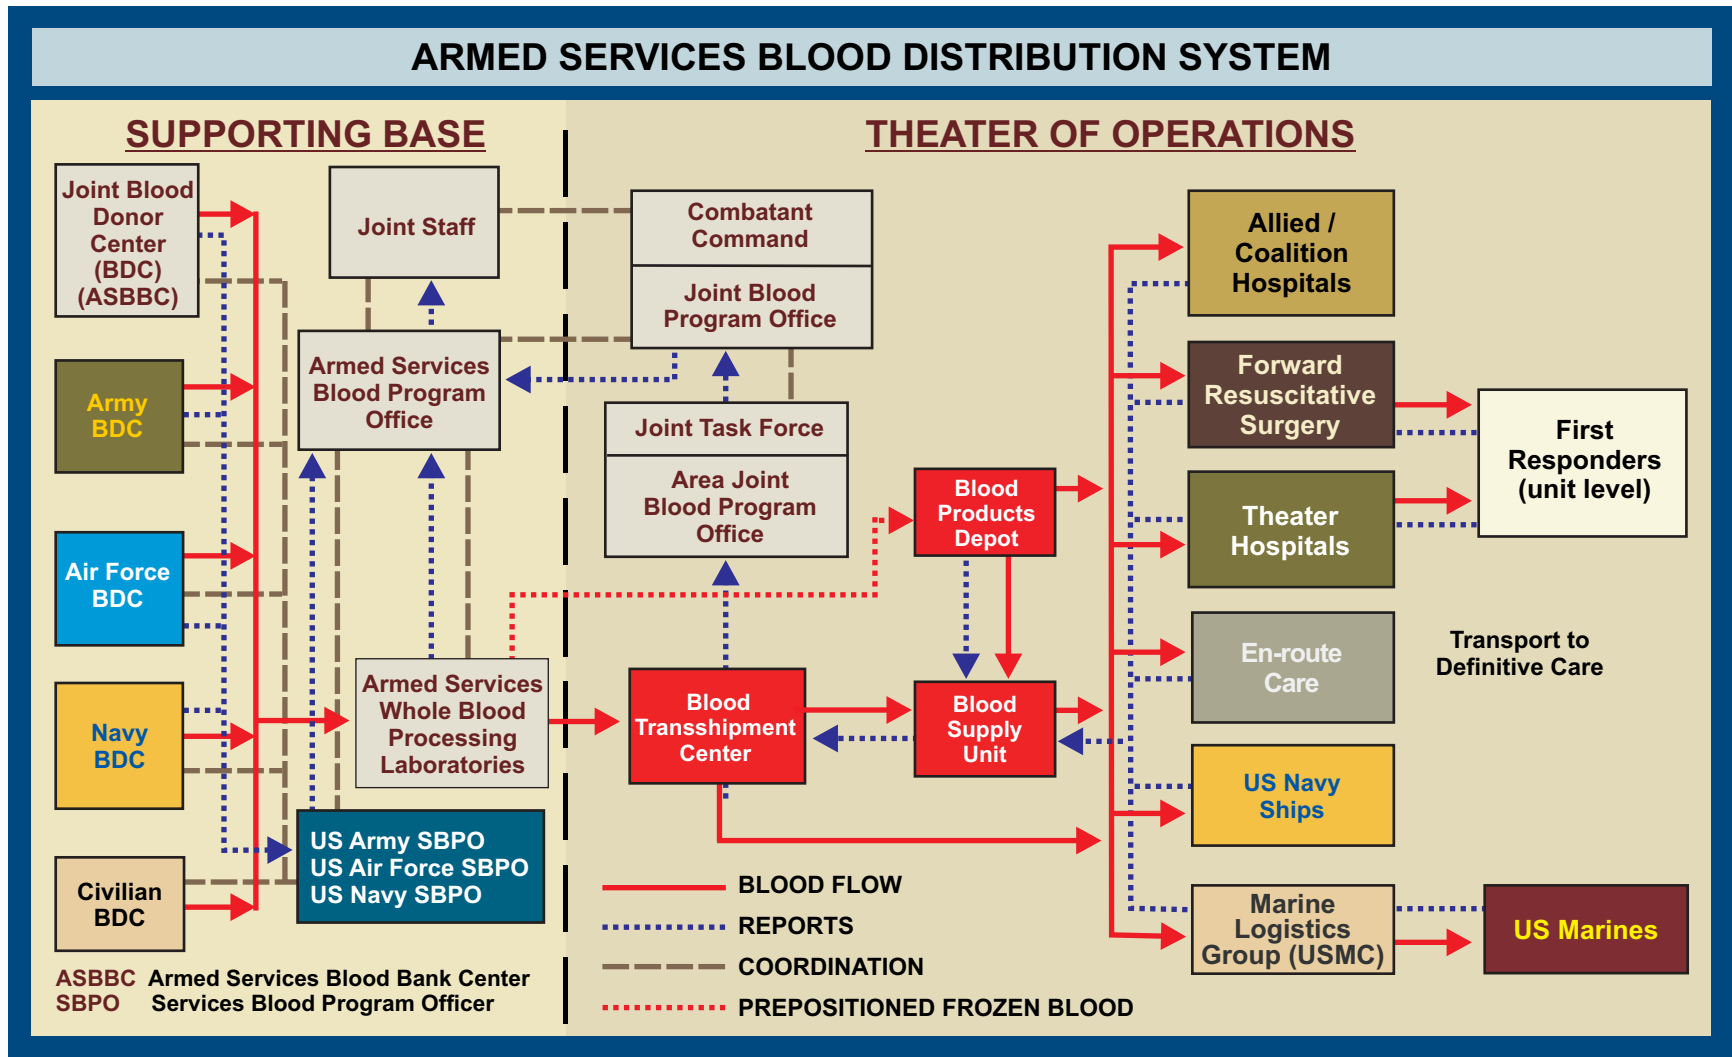 ARMED SERVICES BLOOD DISTRIBUTION SYSTEM
SUPPORTING BASE
THEATER OF OPERATIONS
Joint Blood
Donor
Center
(BDC)
(ASBBC)
Army
BDC
Air Force
BDC
Navy
BDC
Civilian
BDC
Joint Staff
Armed Services
Blood Program
Office
Armed Services
Whole Blood
Processing
Laboratories
US Army SBPO
US Air Force SBPO
US Navy SBPO
ASBBC Armed Services Blood Bank Center
SBPO Services Blood Program Officer
Combatant
Command
Joint Blood
Program Office
Joint Task Force
Area Joint
Blood Program
Office
Blood
Transshipment
Center
Blood
Products
Depot
Blood
Supply
Unit
Allied /
Coalition
Hospitals
Forward
Resuscitative
Surgery
Theater
Hospitals
En-route
Care
US Navy
Ships
Marine
Logistics
Group (USMC)
First
Responders
(unit level)
Transport to
Definitive Care
US Marines
BLOOD FLOW
REPORTS
COORDINATION
PREPOSITIONED FROZEN BLOOD